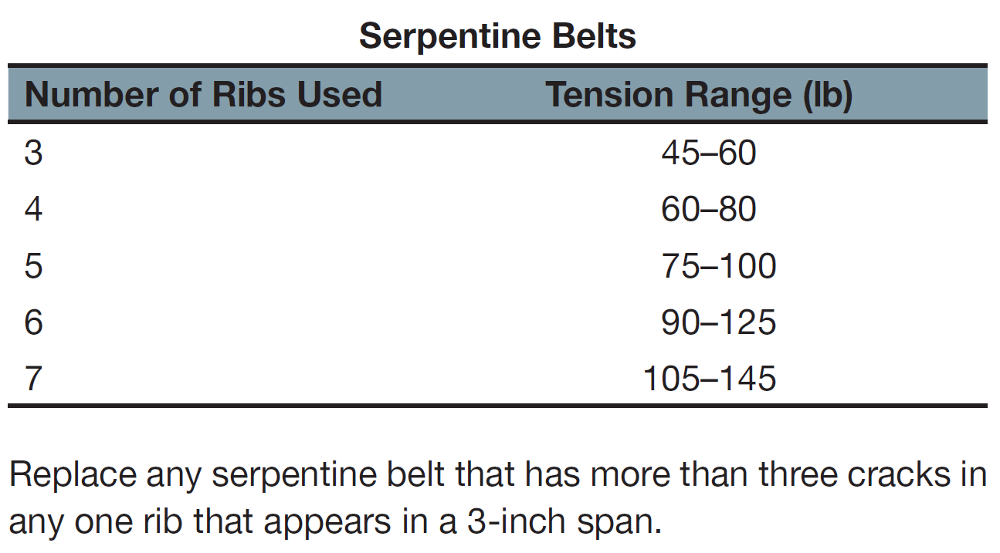 Serpentine Belts
Number of Ribs Used Tension Range (lb)
3 45–60
4 60–80
5 75–100
6 90–125
7 105–145
Replace any serpentine belt that has more than three cracks in
any one rib that appears in a 3-inch span.